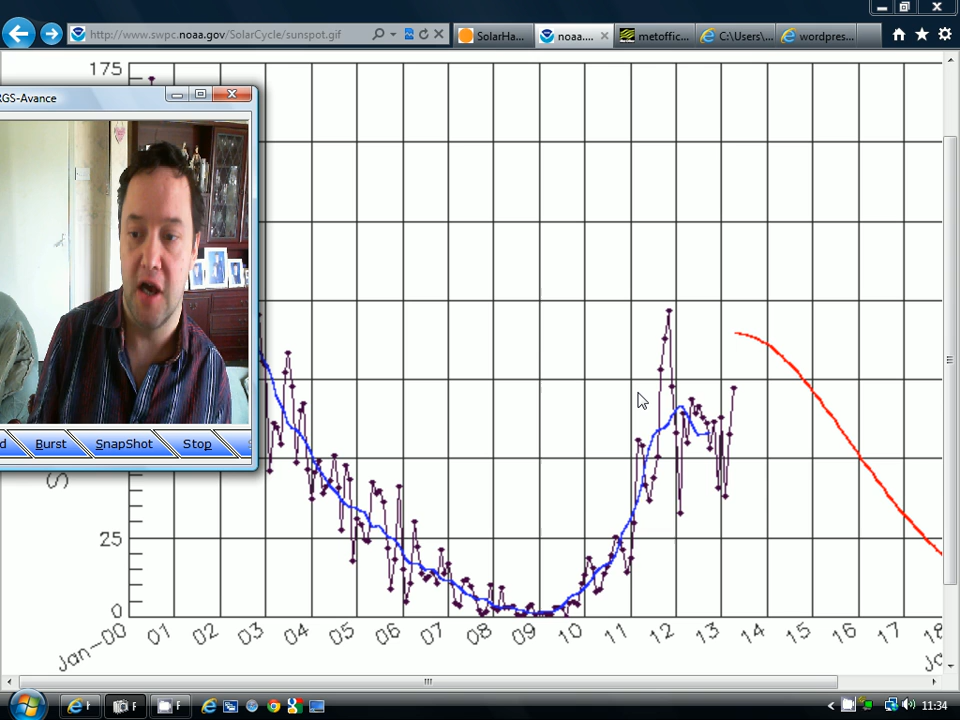 http://www.swpc.noaa.gov/SolarCycle/sunspot.gif
SolarHa...
noaa....
metoffic...
C:\Users\...
wordpres...
175
RGS-Avance
Burst
SnapShot
Stop
S
25
0
Jan-00
01
02
03
04
05
06
07
08
09
10
11
12
13
14
15
16
17
18
11:34